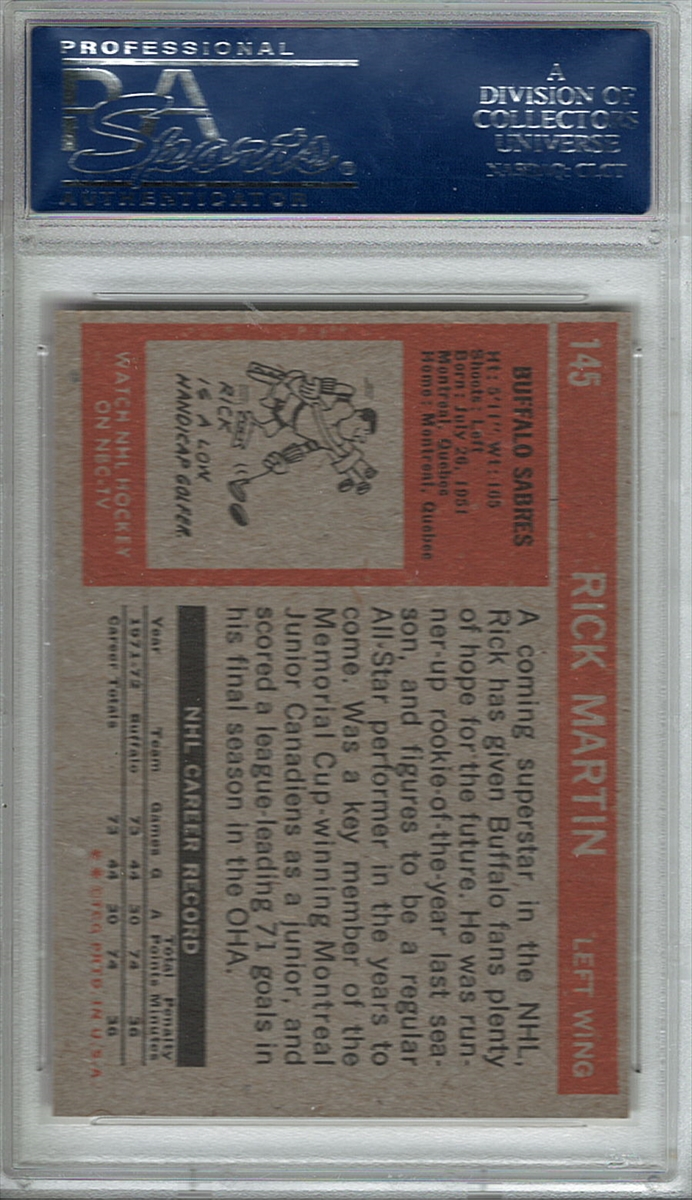 PROFESSIONAL
PSA
Sports.
AUTHENTICATOR
A
DIVISION OF
COLLECTORS
UNIVERSE
NASDAQ: CLCT
145 RICK MARTIN LEFT WING
BUFFALO SABRES
Ht: 5'11" Wt: 165
Shoots: Left
Born: July 26, 1951
Montreal, Quebec
Home: Montreal, Quebec
RICK
IS A LOW
HANDICAP GOLFER.
WATCH NHL HOCKEY
ON NBC-TV
A coming superstar, in the NHL,
Rick has given Buffalo fans plenty
of hope for the future. He was run-
ner-up rookie-of-the-year last sea-
son, and figures to be a regular
All-Star performer in the years to
come. Was a key member of the
Memorial Cup-winning Montreal
Junior Canadiens as a junior, and
scored a league-leading 71 goals in
his final season in the OHA.
NHL CAREER RECORD
Total Penalty
Year Team Games G A Points Minutes
1971-72 Buffalo 73 44 30 74 36
Career Totals 73 44 30 74 36
* * © T.C.G. PRTD. IN U.S.A.